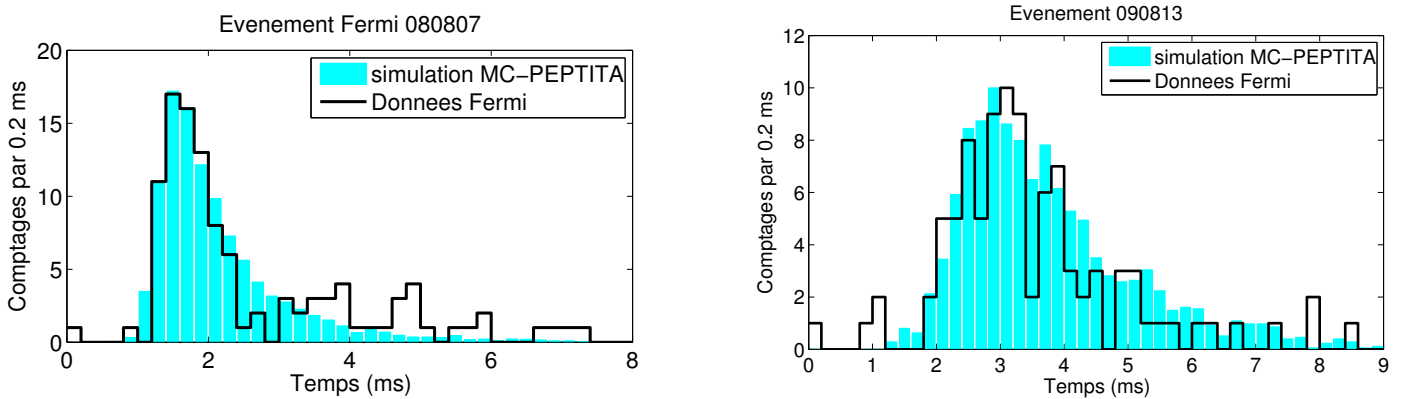 Evenement Fermi 080807
simulation MC−PEPTITA
Donnees Fermi
Comptages par 0.2 ms
20
15
10
5
0
0 2 4 6 8
Temps (ms)
Evenement 090813
simulation MC−PEPTITA
Donnees Fermi
Comptages par 0.2 ms
12
10
8
6
4
2
0
0 1 2 3 4 5 6 7 8 9
Temps (ms)